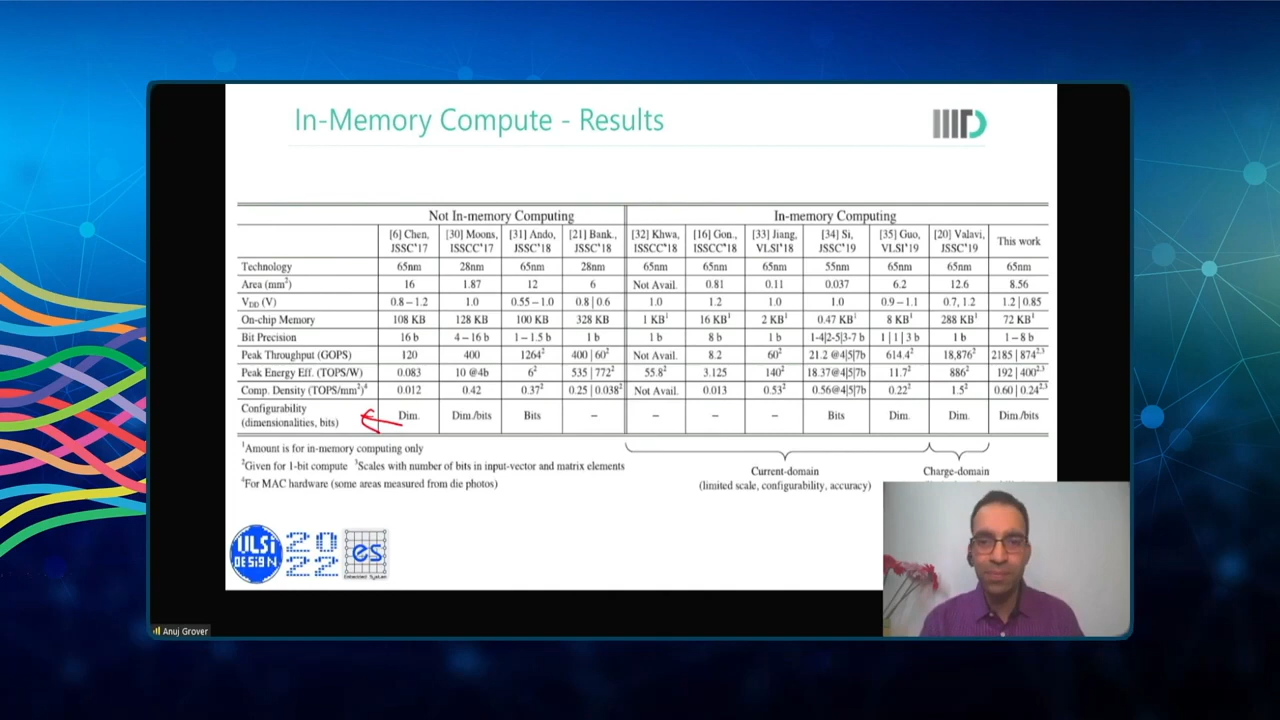 In-Memory Compute - Results
Not In-memory Computing In-memory Computing
[6] Chen, [30] Moons, [31] Ando, [21] Bank., [32] Khwa, [16] Gon., [33] Jiang, [34] Si, [35] Guo, [20] Valavi, This work
JSSC'17 ISSCC'17 JSSC'18 JSSC'18 ISSCC'18 ISSCC'18 VLSI'18 JSSC'19 VLSI'19 JSSC'19
Technology 65nm 28nm 65nm 28nm 65nm 65nm 65nm 55nm 65nm 65nm 65nm
Area (mm²) 16 1.87 12 6 Not Avail. 0.81 0.11 0.037 6.2 12.6 8.56
VDD (V) 0.8 – 1.2 1.0 0.55 – 1.0 0.8 | 0.6 1.0 1.2 1.0 1.0 0.9 – 1.1 0.7, 1.2 1.2 | 0.85
On-chip Memory 108 KB 128 KB 100 KB 328 KB 1 KB¹ 16 KB¹ 2 KB¹ 0.47 KB¹ 8 KB¹ 288 KB¹ 72 KB¹
Bit Precision 16 b 4 – 16 b 1 – 1.5 b 1 b 1 b 8 b 1 b 1-4|2-5|3-7 b 1 | 1 | 3 b 1 b 1 – 8 b
Peak Throughput (GOPS) 120 400 1264² 400 | 60² Not Avail. 8.2 60² 21.2 @4|5|7b 614.4² 18,876² 2185 | 874²,³
Peak Energy Eff. (TOPS/W) 0.083 10 @4b 6² 535 | 772² 55.8² 3.125 140² 18.37@4|5|7b 11.7² 886² 192 | 400²,³
Comp. Density (TOPS/mm²)⁴ 0.012 0.42 0.37² 0.25 | 0.038² Not Avail. 0.013 0.53² 0.56@4|5|7b 0.22² 1.5² 0.60 | 0.24²,³
Configurability
(dimensionalities, bits) Dim. Dim./bits Bits – – – – Bits Dim. Dim. Dim/bits
¹Amount is for in-memory computing only
²Given for 1-bit compute ³Scales with number of bits in input-vector and matrix elements
⁴For MAC hardware (some areas measured from die photos)
Current-domain
(limited scale, configurability, accuracy)
Charge-domain
VLSI
DESIGN
20
22
es
Embedded System
Anuj Grover